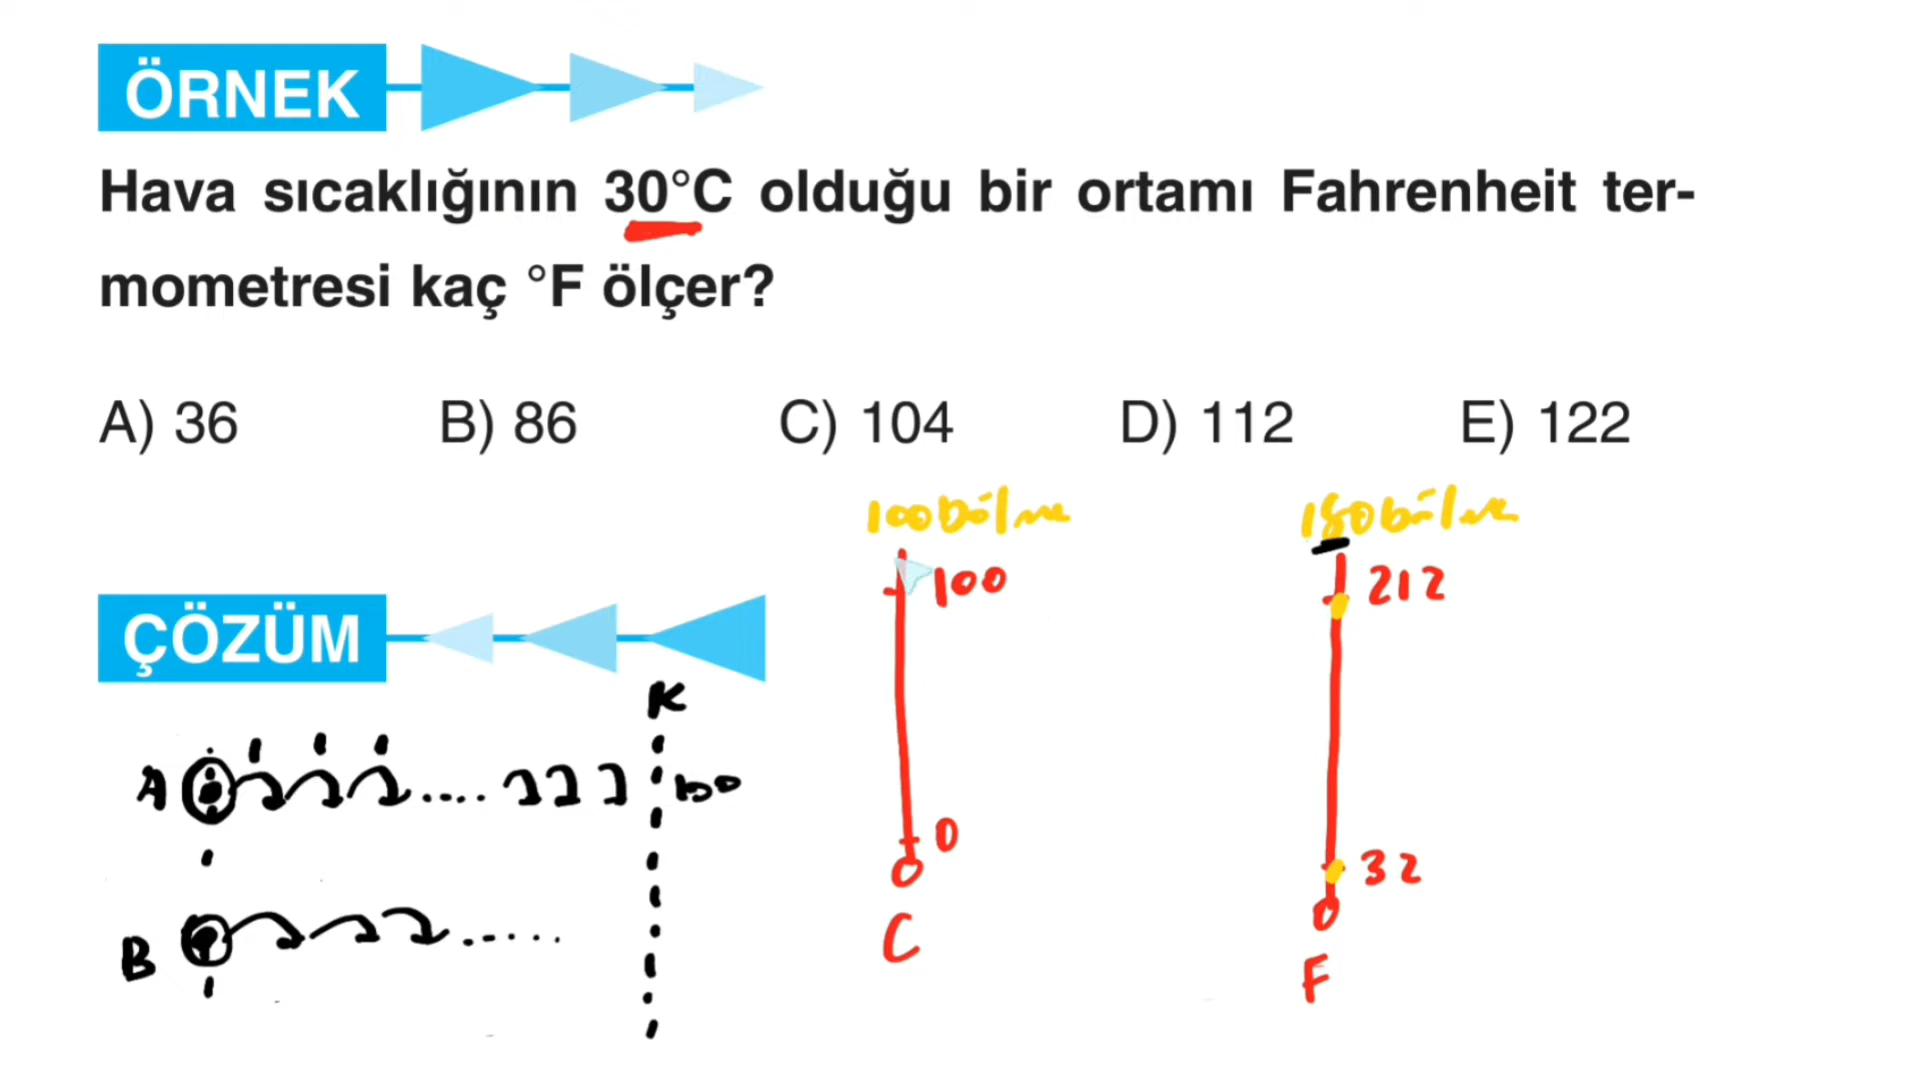 ÖRNEK
Hava sıcaklığının 30°C olduğu bir ortamı Fahrenheit ter-
mometresi kaç °F ölçer?
A) 36 B) 86 C) 104 D) 112 E) 122
100 bölme 180 bölme
100 212
ÇÖZÜM
K
A .... 100
0 32
B ......
C F